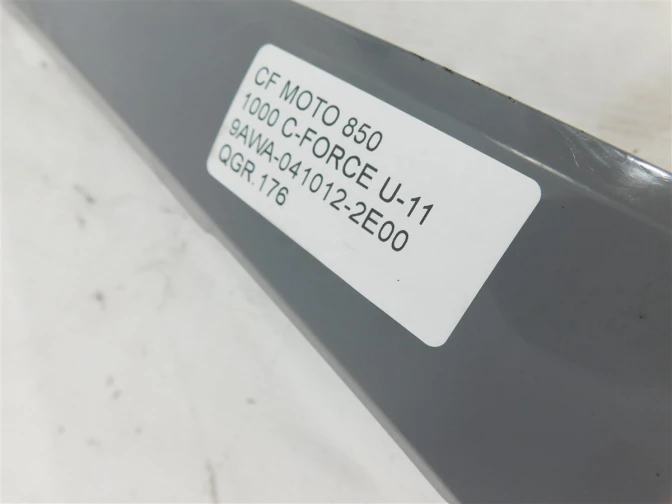 CF MOTO 850
1000 C-FORCE U-11
9AWA-041012-2E00
QGR.176